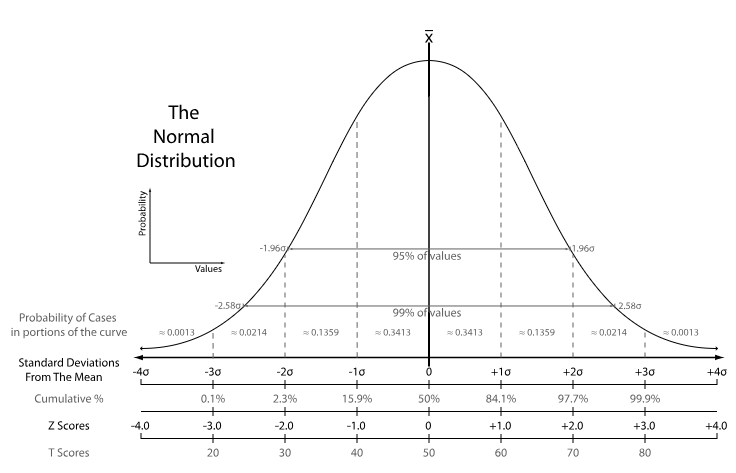 X̅
The
Normal
Distribution
Probability
Values
-1.96σ +1.96σ
95% of values
-2.58σ +2.58σ
99% of values
Probability of Cases
in portions of the curve
≈ 0.0013 ≈ 0.0214 ≈ 0.1359 ≈ 0.3413 ≈ 0.3413 ≈ 0.1359 ≈ 0.0214 ≈ 0.0013
Standard Deviations
From The Mean
-4σ -3σ -2σ -1σ 0 +1σ +2σ +3σ +4σ
Cumulative % 0.1% 2.3% 15.9% 50% 84.1% 97.7% 99.9%
Z Scores -4.0 -3.0 -2.0 -1.0 0 +1.0 +2.0 +3.0 +4.0
T Scores 20 30 40 50 60 70 80